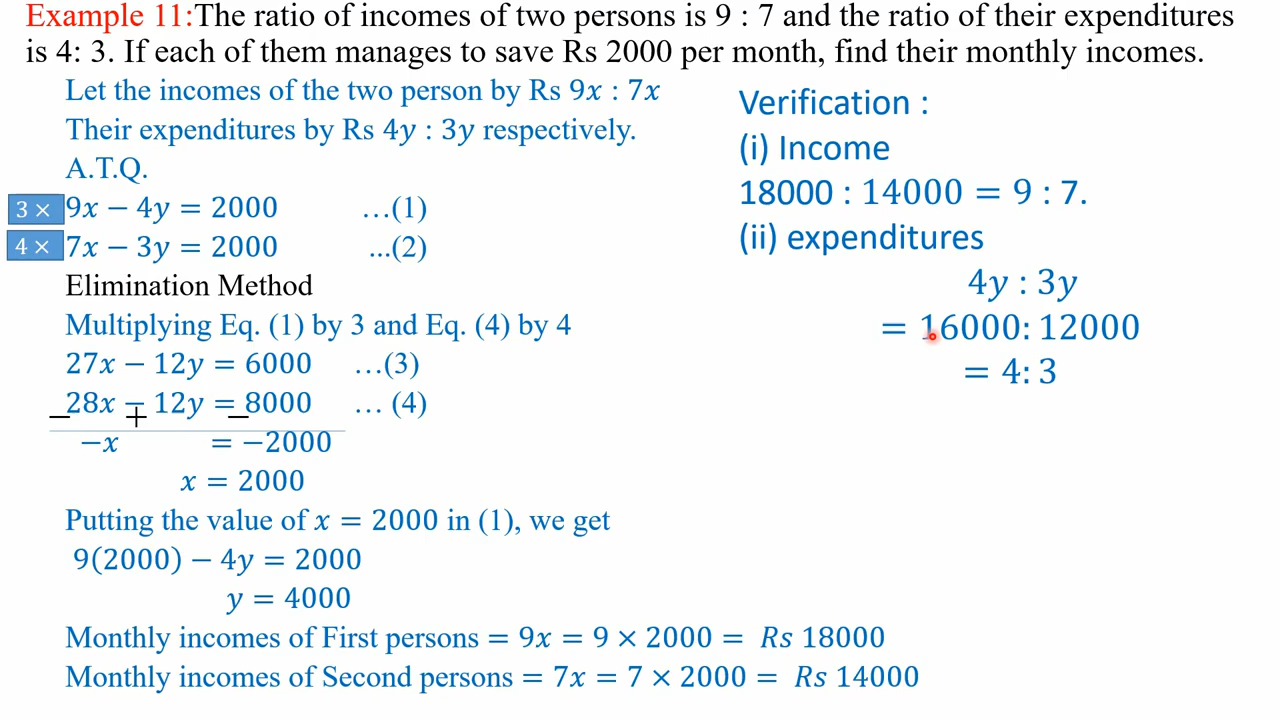 Example 11:The ratio of incomes of two persons is 9 : 7 and the ratio of their expenditures
is 4: 3. If each of them manages to save Rs 2000 per month, find their monthly incomes.
Let the incomes of the two person by Rs 9x : 7x
Their expenditures by Rs 4y : 3y respectively.
A.T.Q.
3 × 9x − 4y = 2000 …(1)
4 × 7x − 3y = 2000 ...(2)
Elimination Method
Multiplying Eq. (1) by 3 and Eq. (4) by 4
27x − 12y = 6000 …(3)
28x − 12y = 8000 … (4)
− + −
−x = −2000
x = 2000
Putting the value of x = 2000 in (1), we get
9(2000) − 4y = 2000
y = 4000
Monthly incomes of First persons = 9x = 9 × 2000 = Rs 18000
Monthly incomes of Second persons = 7x = 7 × 2000 = Rs 14000
Verification :
(i) Income
18000 : 14000 = 9 : 7.
(ii) expenditures
4y : 3y
= 16000: 12000
= 4: 3